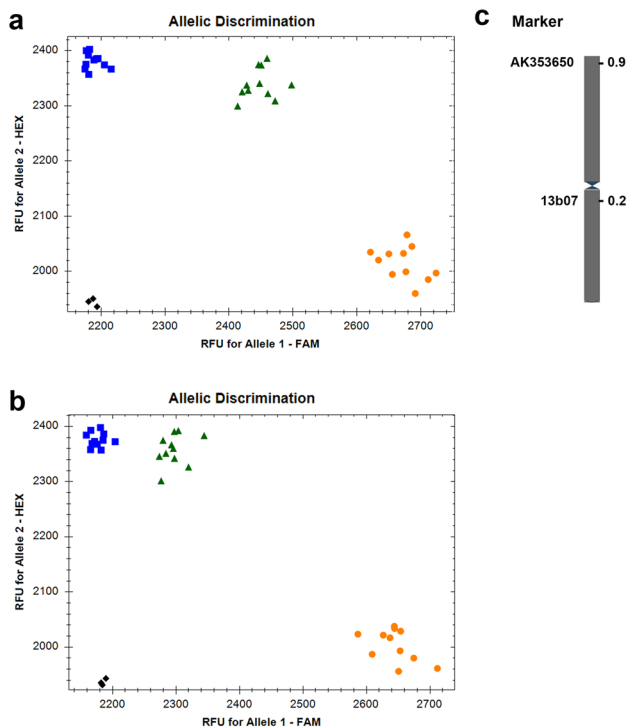 a
Allelic Discrimination
RFU for Allele 2 - HEX
2400
2300
2200
2100
2000
2200
2300
2400
2500
2600
2700
RFU for Allele 1 - FAM
c
Marker
AK353650
0.9
13b07
0.2
b
Allelic Discrimination
RFU for Allele 2 - HEX
2400
2300
2200
2100
2000
1900
2200
2300
2400
2500
2600
2700
RFU for Allele 1 - FAM